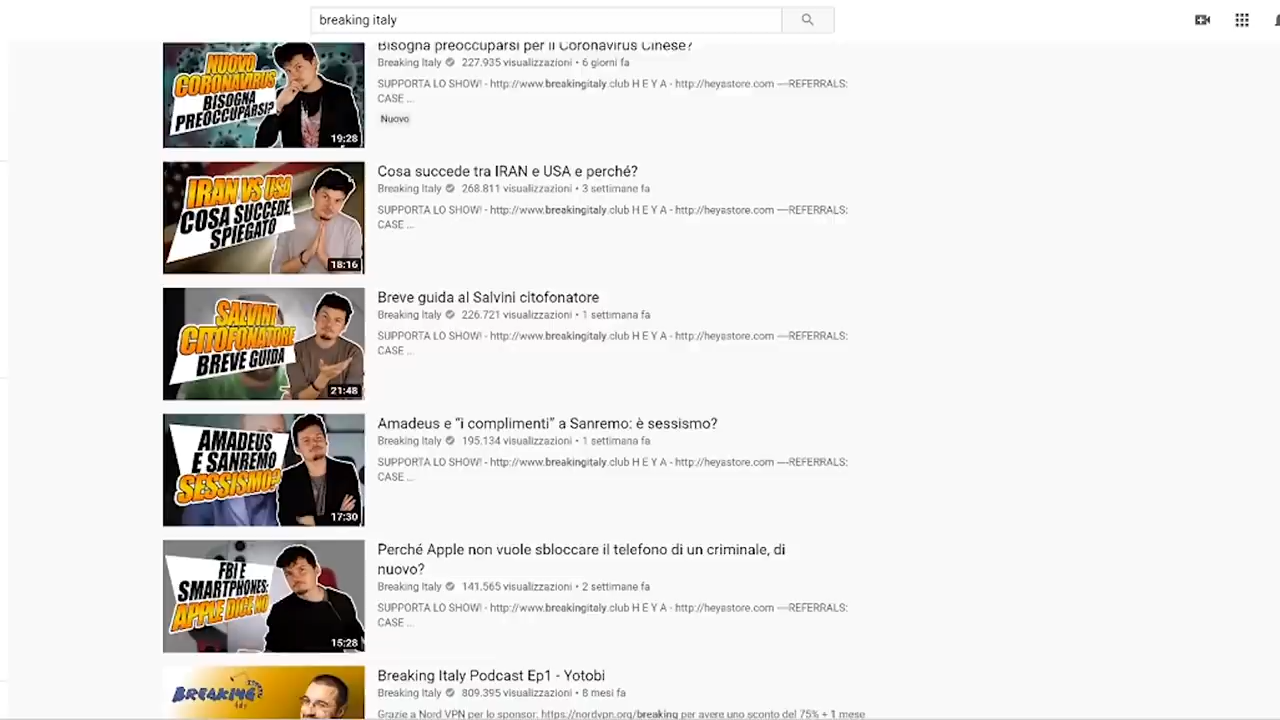 breaking italy
Bisogna preoccuparsi per il Coronavirus Cinese?
NUOVO
CORONAVIRUS
BISOGNA
PREOCCUPARSI?
19:28
Breaking Italy 227.935 visualizzazioni • 6 giorni fa
SUPPORTA LO SHOW! - http://www.breakingitaly.club H E Y A - http://heyastore.com ---REFERRALS:
CASE ...
Nuovo
IRAN VS USA
COSA SUCCEDE
SPIEGATO
18:16
Cosa succede tra IRAN e USA e perché?
Breaking Italy 268.811 visualizzazioni • 3 settimane fa
SUPPORTA LO SHOW! - http://www.breakingitaly.club H E Y A - http://heyastore.com ---REFERRALS:
CASE ...
SALVINI
CITOFONATORE
BREVE GUIDA
21:48
Breve guida al Salvini citofonatore
Breaking Italy 226.721 visualizzazioni • 1 settimana fa
SUPPORTA LO SHOW! - http://www.breakingitaly.club H E Y A - http://heyastore.com ---REFERRALS:
CASE ...
AMADEUS
E SANREMO
SESSISMO?
17:30
Amadeus e “i complimenti” a Sanremo: è sessismo?
Breaking Italy 195.134 visualizzazioni • 1 settimana fa
SUPPORTA LO SHOW! - http://www.breakingitaly.club H E Y A - http://heyastore.com ---REFERRALS:
CASE ...
FBI E
SMARTPHONES:
APPLE DICE NO
15:28
Perché Apple non vuole sbloccare il telefono di un criminale, di
nuovo?
Breaking Italy 141.565 visualizzazioni • 2 settimane fa
SUPPORTA LO SHOW! - http://www.breakingitaly.club H E Y A - http://heyastore.com ---REFERRALS:
CASE ...
BREAKING
Italy
Breaking Italy Podcast Ep1 - Yotobi
Breaking Italy 809.395 visualizzazioni • 8 mesi fa
Grazie a Nord VPN per lo sponsor: https://nordvpn.org/breaking per avere uno sconto del 75% + 1 mese